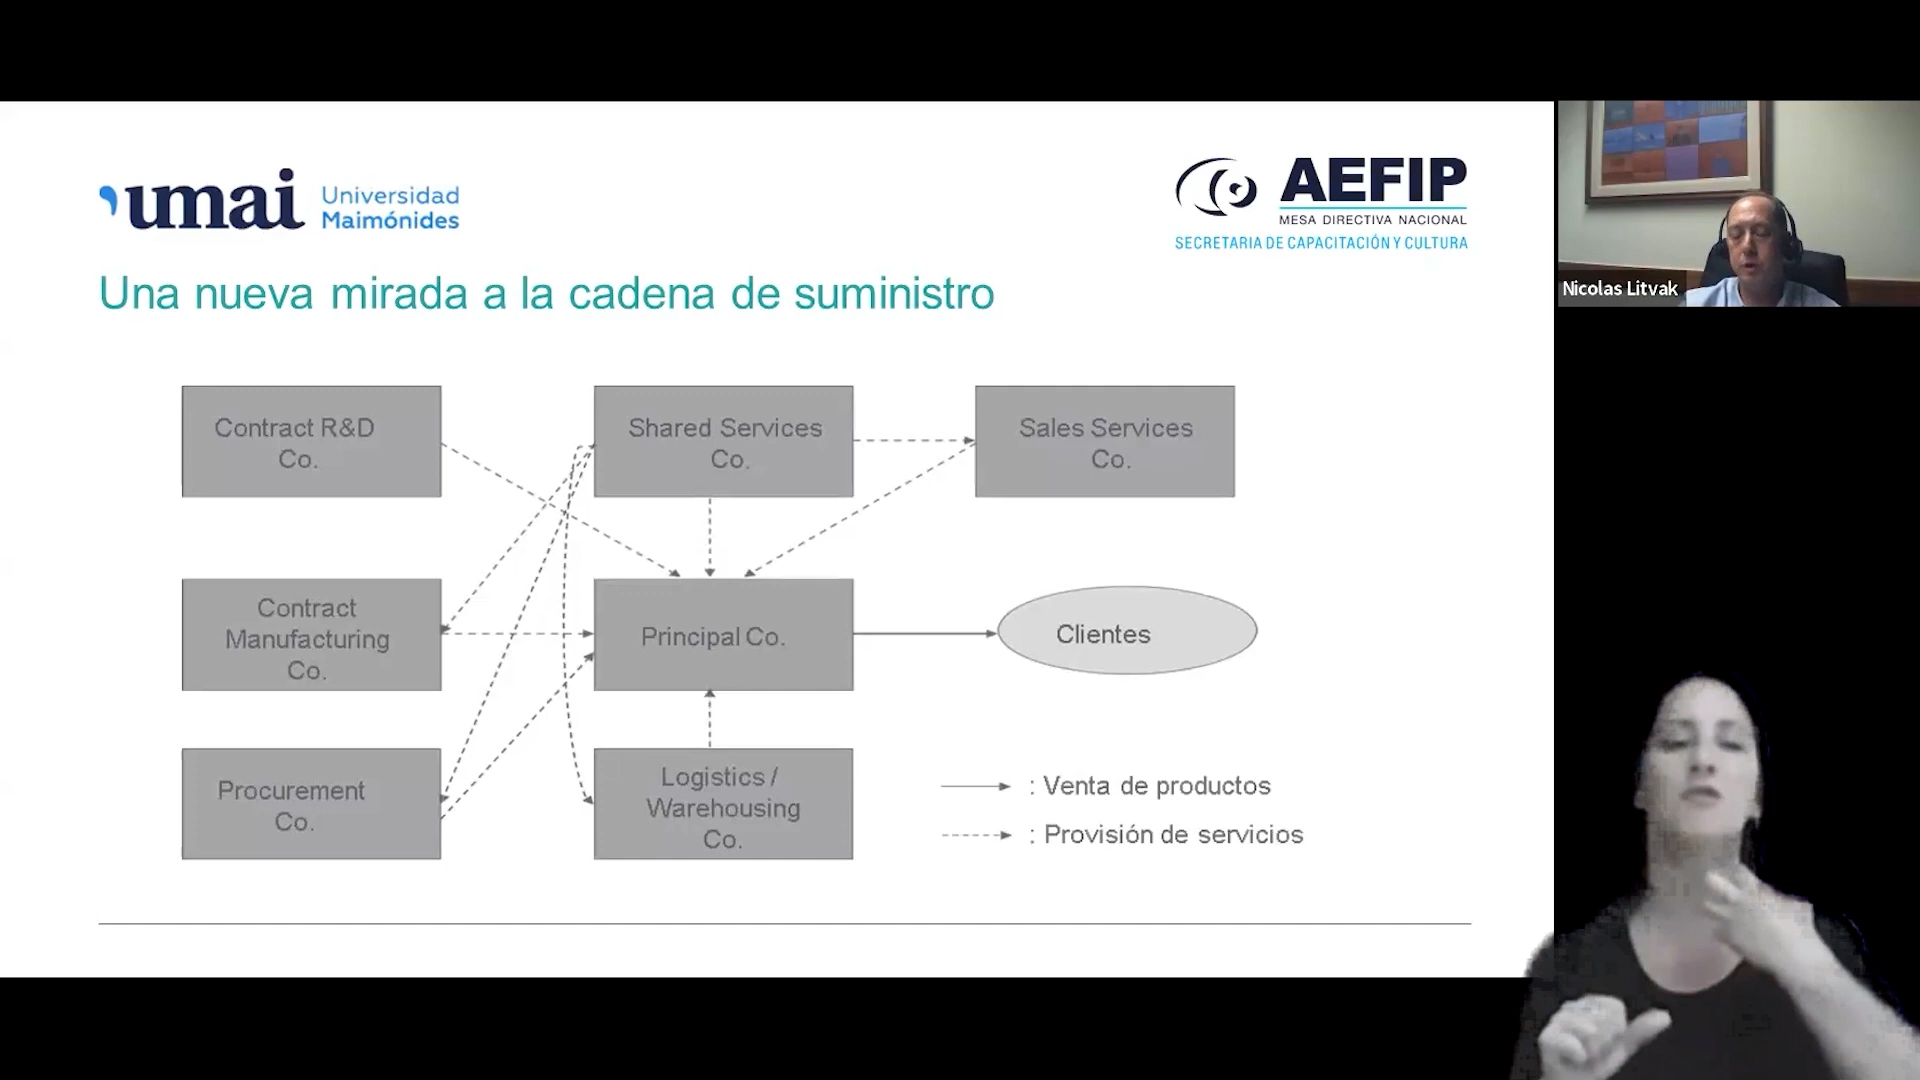 umai Universidad
Maimónides
AEFIP
MESA DIRECTIVA NACIONAL
SECRETARIA DE CAPACITACIÓN Y CULTURA
Una nueva mirada a la cadena de suministro
Contract R&D
Co.
Shared Services
Co.
Sales Services
Co.
Contract
Manufacturing
Co.
Principal Co.
Clientes
Procurement
Co.
Logistics /
Warehousing
Co.
: Venta de productos
: Provisión de servicios
Nicolas Litvak